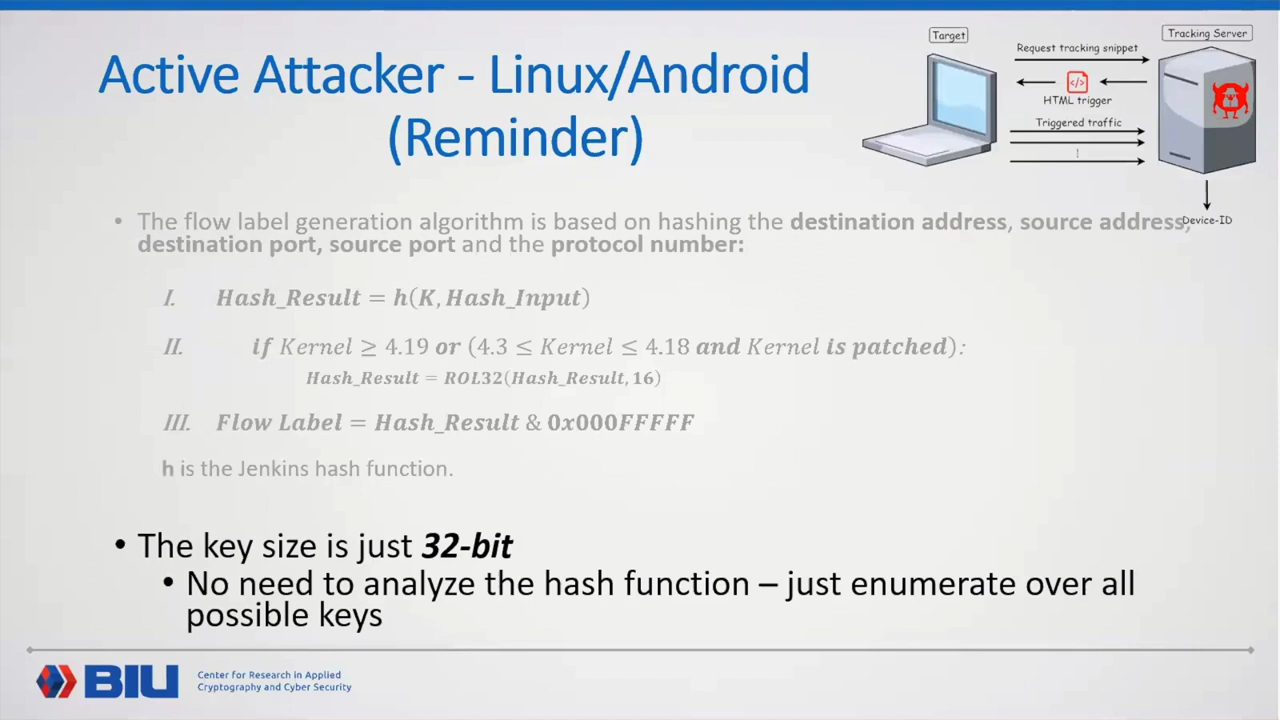 Active Attacker - Linux/Android
(Reminder)
Target
Request tracking snippet
</>
HTML trigger
Triggered traffic
⋮
Tracking Server
Device-ID
• The flow label generation algorithm is based on hashing the destination address, source address,
destination port, source port and the protocol number:
I. Hash_Result = h(K, Hash_Input)
II. if Kernel ≥ 4.19 or (4.3 ≤ Kernel ≤ 4.18 and Kernel is patched):
Hash_Result = ROL32(Hash_Result, 16)
III. Flow Label = Hash_Result & 0x000FFFFF
h is the Jenkins hash function.
• The key size is just 32-bit
• No need to analyze the hash function – just enumerate over all
possible keys
BIU
Center for Research in Applied
Cryptography and Cyber Security